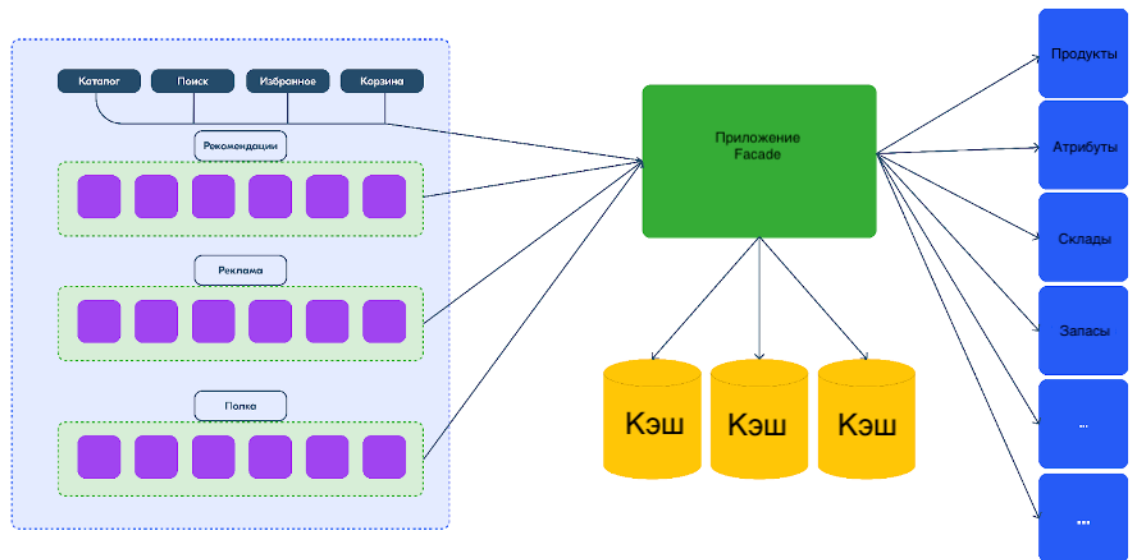 Каталог
Поиск
Избранное
Корзина
Рекомендации
Реклама
Полка
Приложение
Facade
Кэш
Кэш
Кэш
Продукты
Атрибуты
Склады
Запасы
...
...